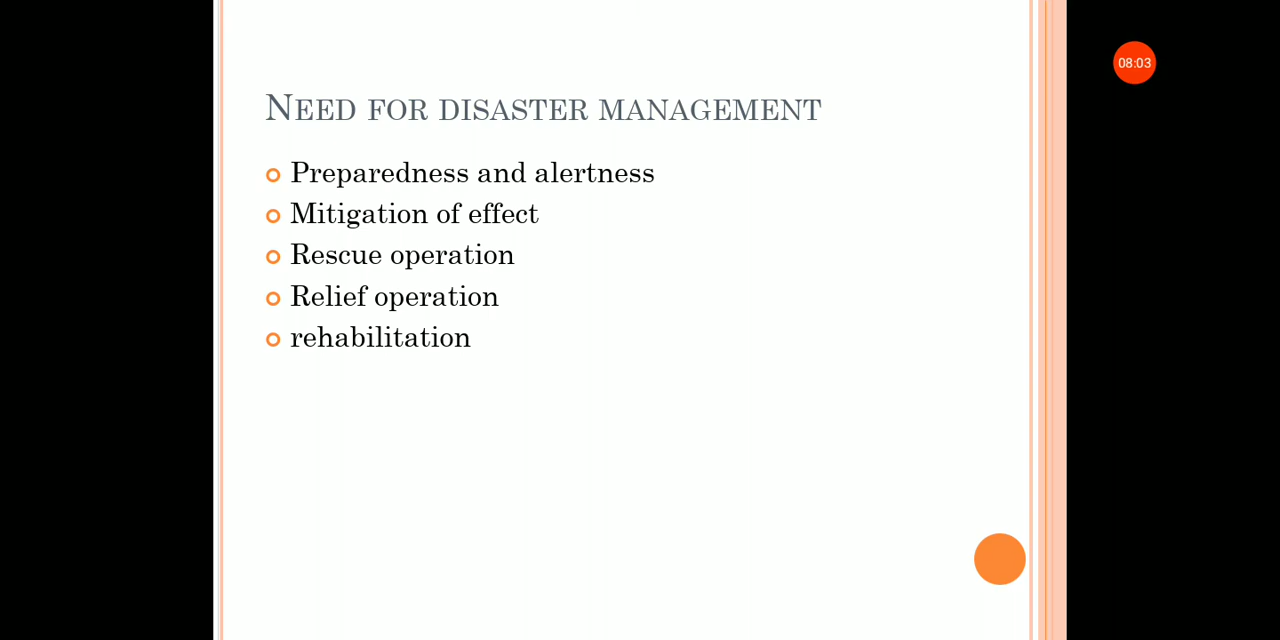 Need for disaster management
Preparedness and alertness
Mitigation of effect
Rescue operation
Relief operation
rehabilitation
08:03